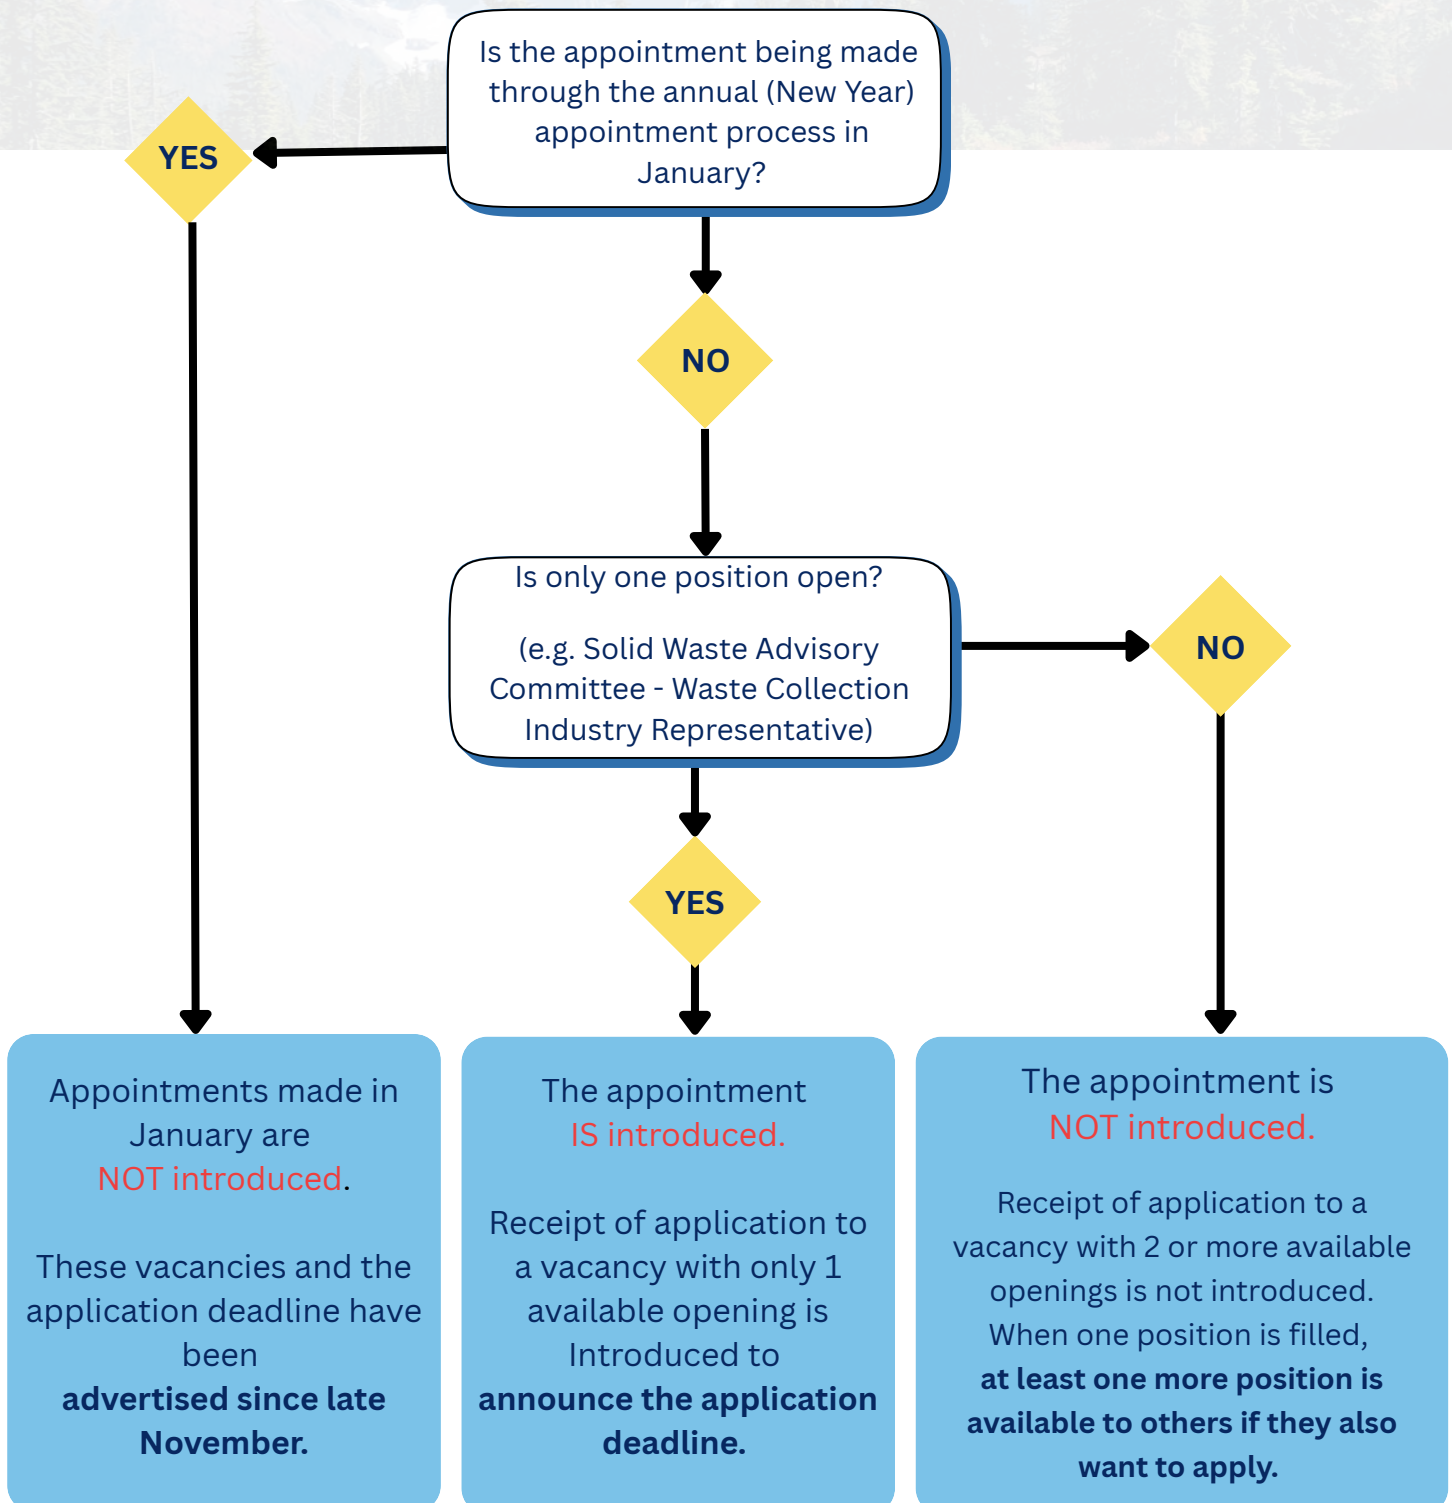 Is the appointment being made
through the annual (New Year)
appointment process in
January?
YES
NO
Is only one position open?
(e.g. Solid Waste Advisory
Committee - Waste Collection
Industry Representative)
NO
YES
Appointments made in
January are
NOT introduced.
These vacancies and the
application deadline have
been
advertised since late
November.
The appointment
IS introduced.
Receipt of application to
a vacancy with only 1
available opening is
Introduced to
announce the application
deadline.
The appointment is
NOT introduced.
Receipt of application to a
vacancy with 2 or more available
openings is not introduced.
When one position is filled,
at least one more position is
available to others if they also
want to apply.